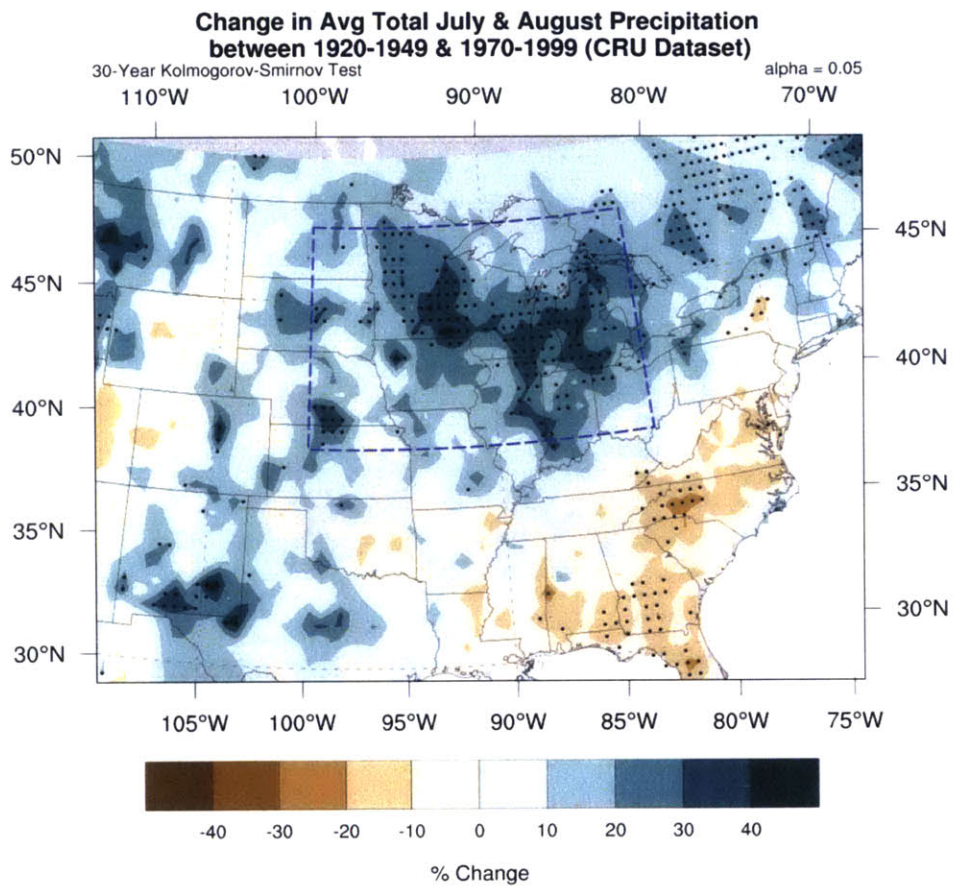 Change in Avg Total July & August Precipitation
between 1920-1949 & 1970-1999 (CRU Dataset)
30-Year Kolmogorov-Smirnov Test alpha = 0.05
110°W 100°W 90°W 80°W 70°W
50°N
45°N
45°N
40°N
40°N
35°N
35°N
30°N
30°N
105°W 100°W 95°W 90°W 85°W 80°W 75°W
-40 -30 -20 -10 0 10 20 30 40
% Change